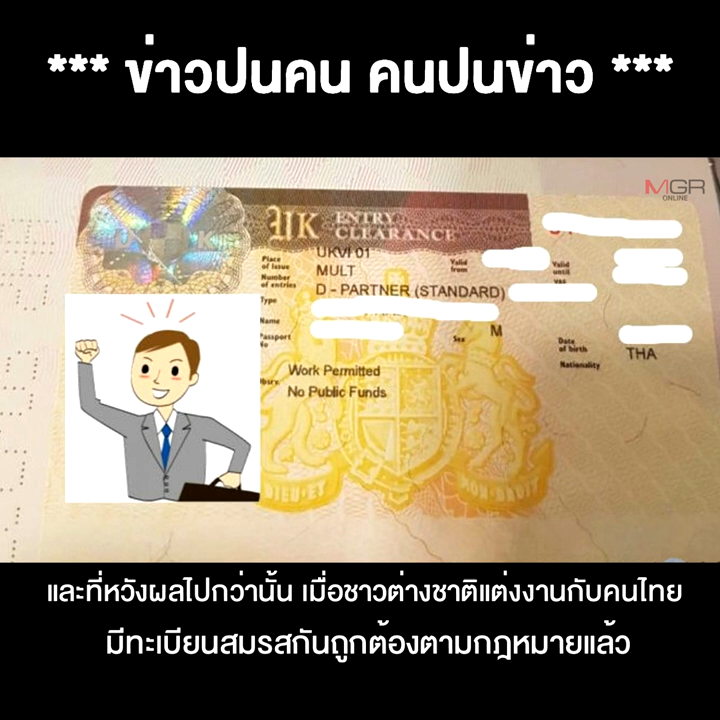 *** ข่าวปนคน คนปนข่าว ***
MGR
ONLINE
UK ENTRY CLEARANCE
Place of Issue UKVI 01 Valid from Valid until
Number of entries MULT
Type D - PARTNER (STANDARD)
Name
Passport No Sex M Date of birth
Nationality THA
Obsrv. Work Permitted
No Public Funds
DIEU ET MON DROIT
และที่หวังผลไปกว่านั้น เมื่อชาวต่างชาติแต่งงานกับคนไทย
มีทะเบียนสมรสกันถูกต้องตามกฎหมายแล้ว